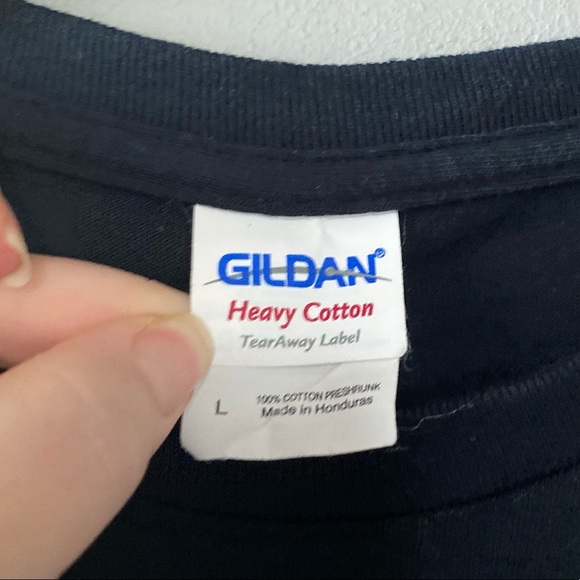 GILDAN®
Heavy Cotton
TearAway Label
L
100% COTTON PRESHRUNK
Made in Honduras